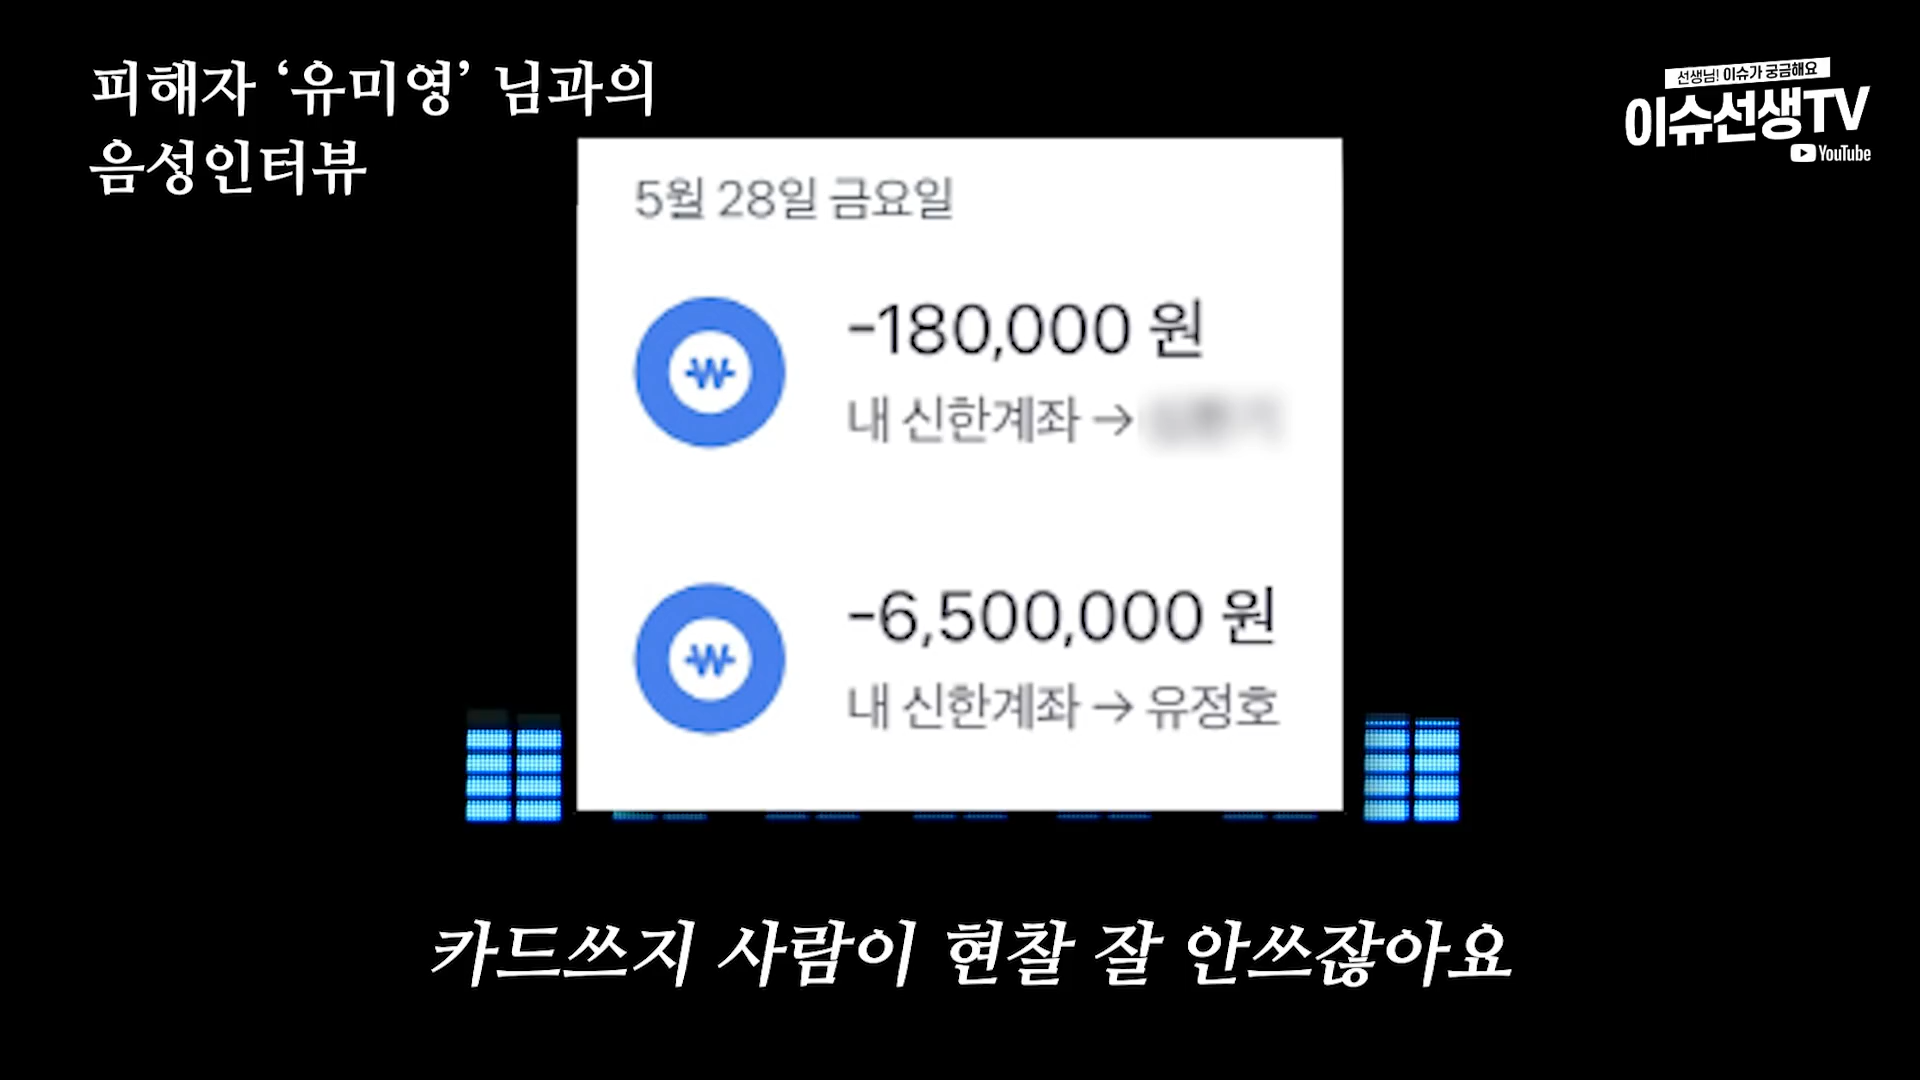 피해자 ‘유미영’ 님과의
음성인터뷰
선생님! 이슈가 궁금해요
이슈선생TV
YouTube
5월 28일 금요일
-180,000 원
내 신한계좌 →
-6,500,000 원
내 신한계좌 → 유정호
카드쓰지 사람이 현찰 잘 안쓰잖아요